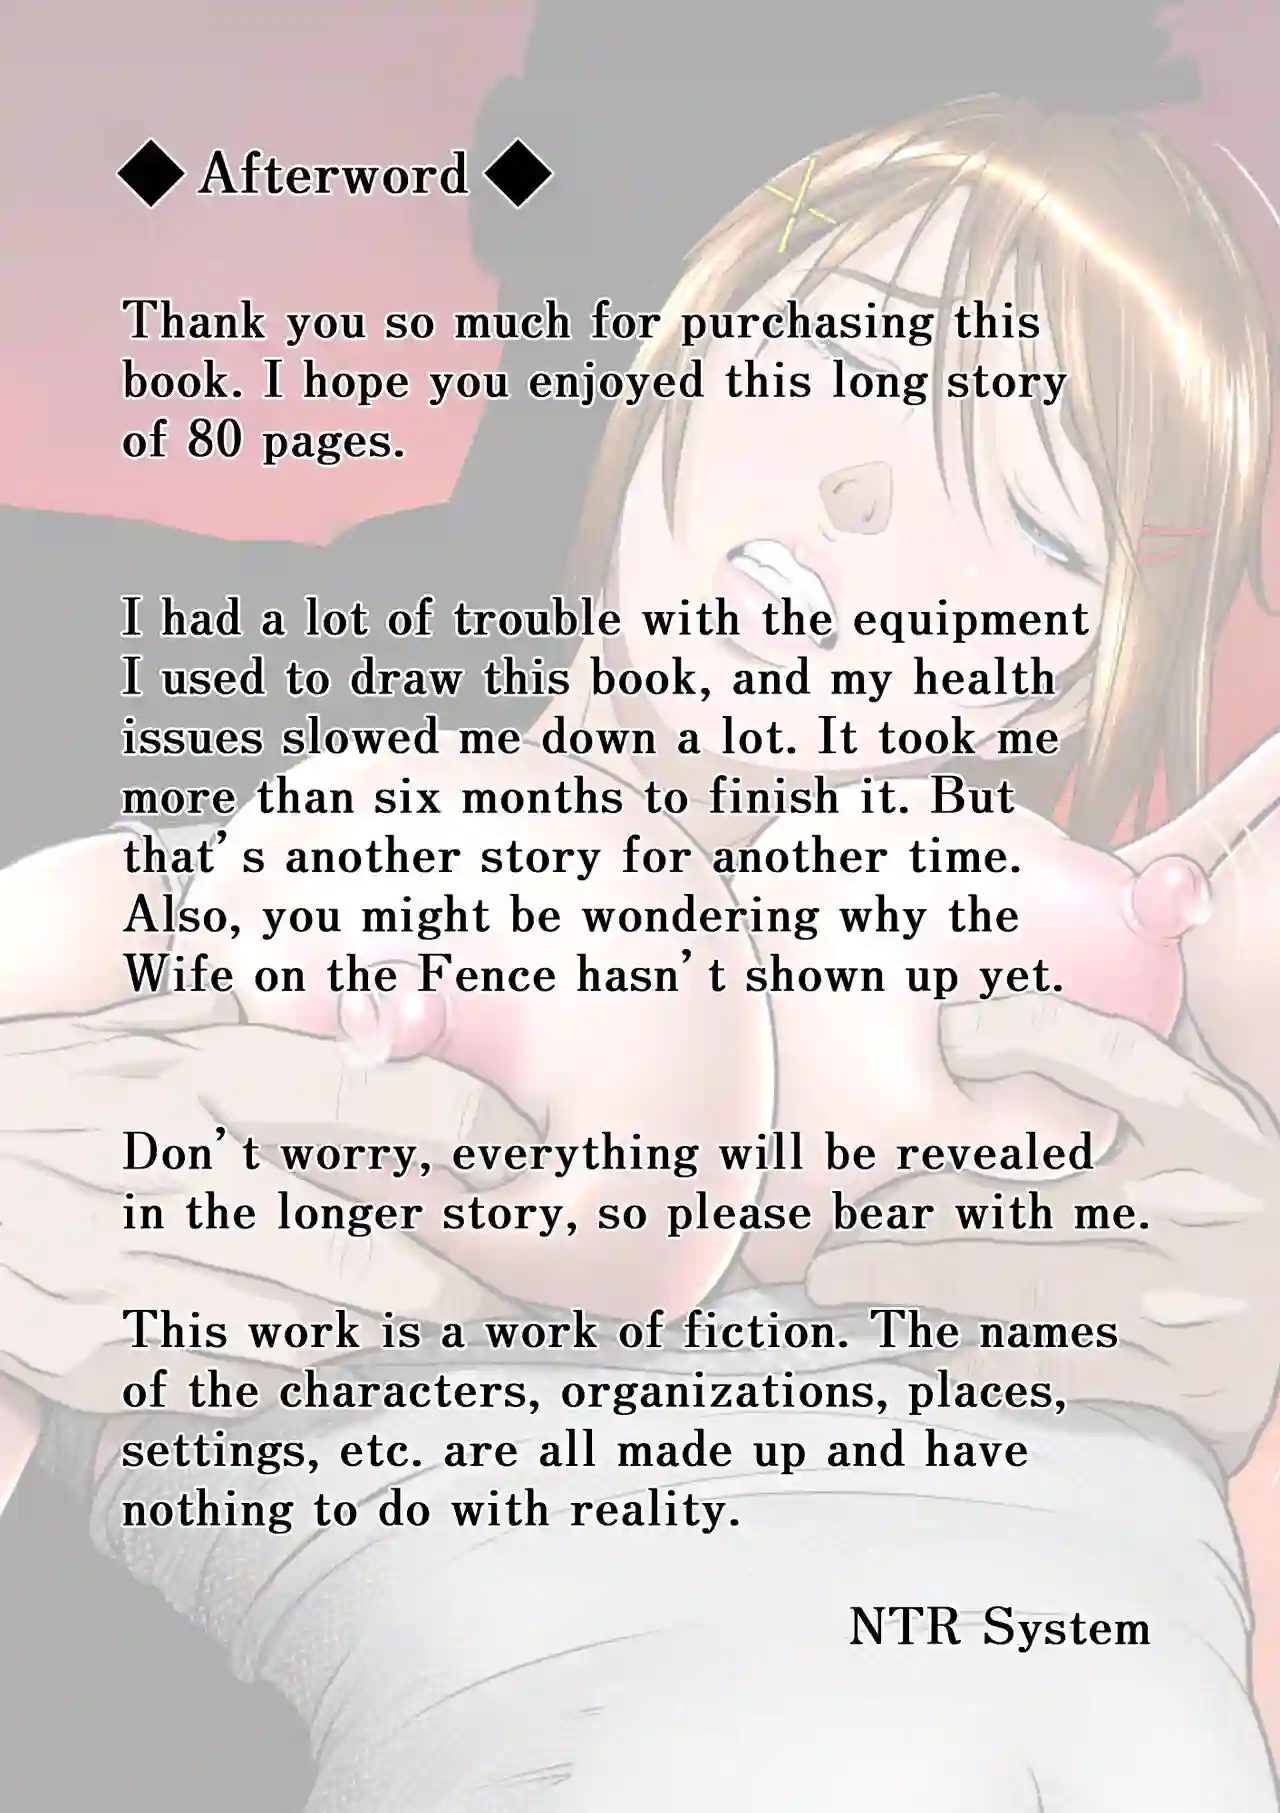 ◆ Afterword ◆
Thank you so much for purchasing this
book. I hope you enjoyed this long story
of 80 pages.
I had a lot of trouble with the equipment
I used to draw this book, and my health
issues slowed me down a lot. It took me
more than six months to finish it. But
that's another story for another time.
Also, you might be wondering why the
Wife on the Fence hasn't shown up yet.
Don't worry, everything will be revealed
in the longer story, so please bear with me.
This work is a work of fiction. The names
of the characters, organizations, places,
settings, etc. are all made up and have
nothing to do with reality.
NTR System